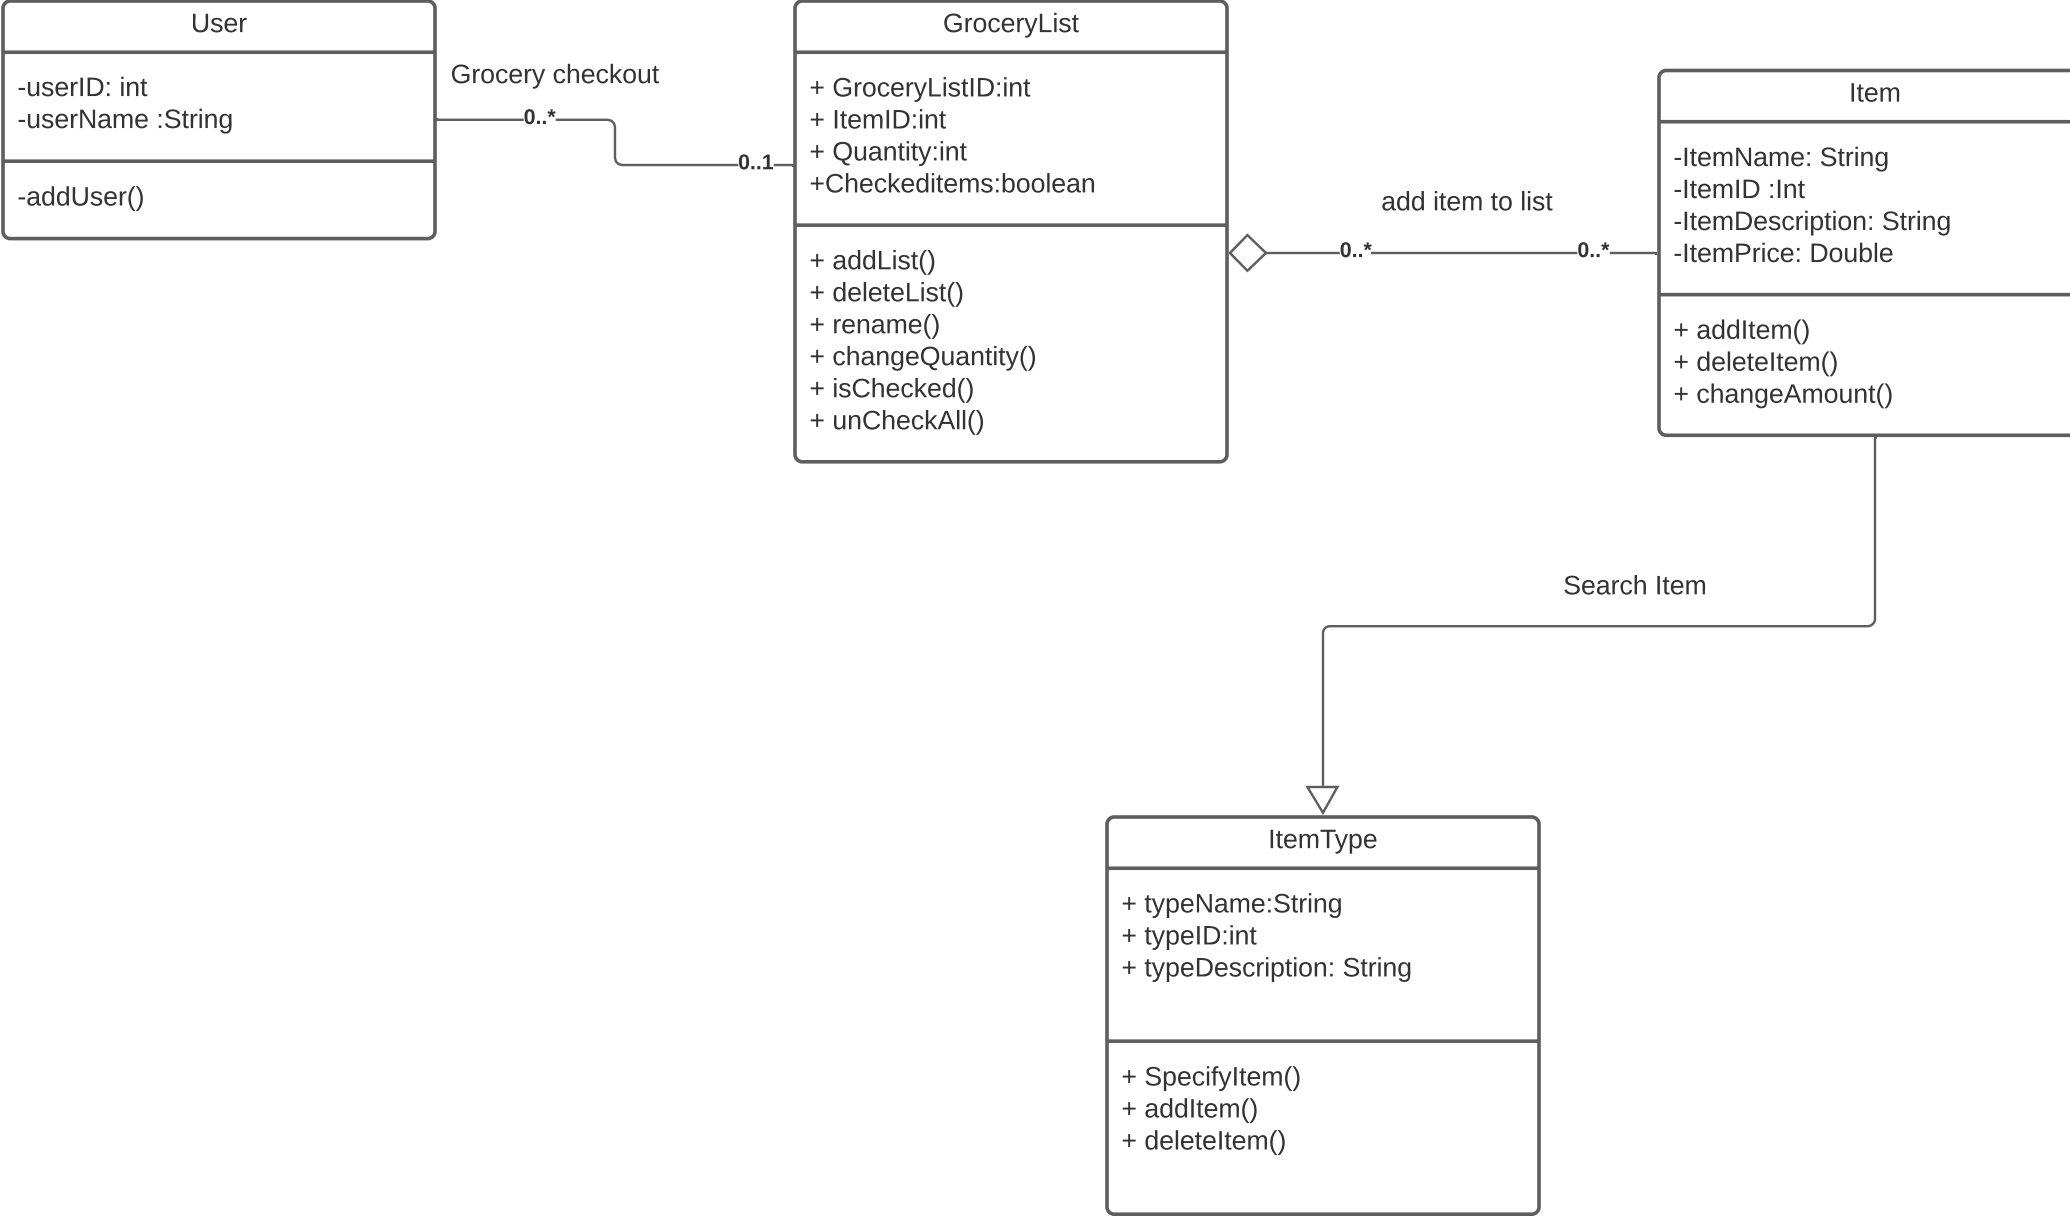 User
-userID: int
-userName :String
-addUser()
Grocery checkout
0..*
0..1
GroceryList
+ GroceryListID:int
+ ItemID:int
+ Quantity:int
+Checkeditems:boolean
+ addList()
+ deleteList()
+ rename()
+ changeQuantity()
+ isChecked()
+ unCheckAll()
add item to list
0..*
0..*
Item
-ItemName: String
-ItemID :Int
-ItemDescription: String
-ItemPrice: Double
+ addItem()
+ deleteItem()
+ changeAmount()
Search Item
ItemType
+ typeName:String
+ typeID:int
+ typeDescription: String
+ SpecifyItem()
+ addItem()
+ deleteItem()